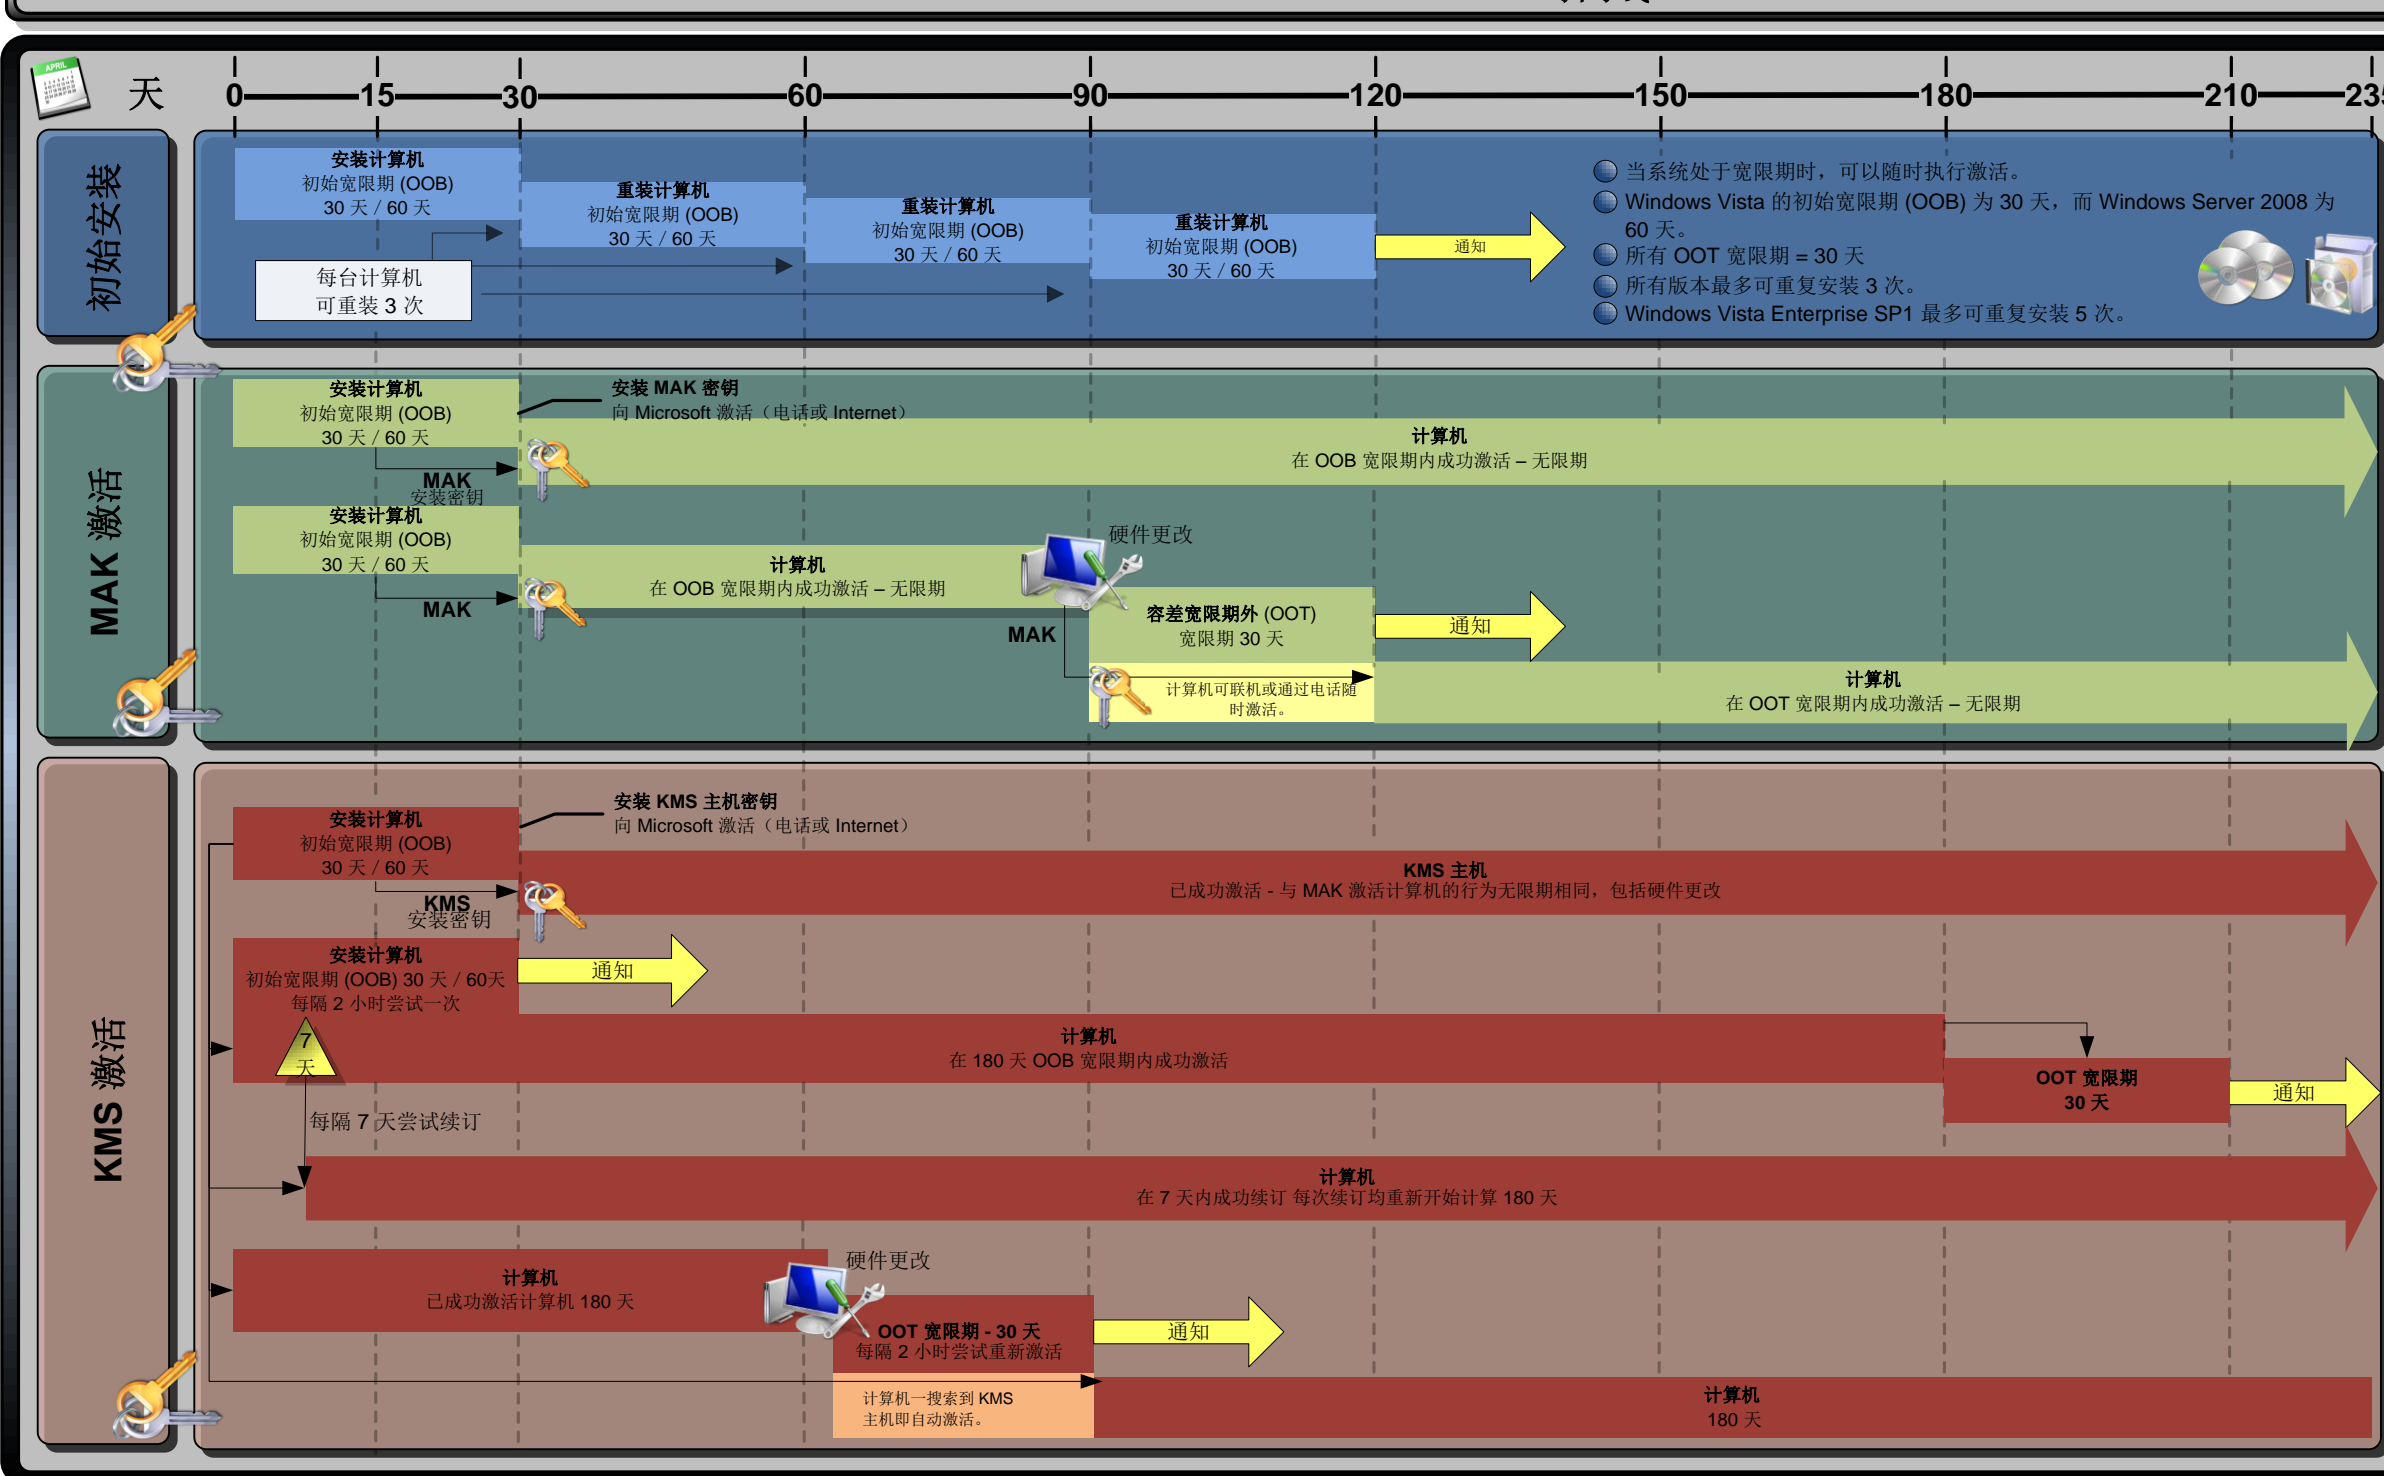 APRIL
天
0 15 30 60 90 120 150 180 210
初始安装
安装计算机
初始宽限期 (OOB)
30 天 / 60 天
重装计算机
初始宽限期 (OOB)
30 天 / 60 天
重装计算机
初始宽限期 (OOB)
30 天 / 60 天
重装计算机
初始宽限期 (OOB)
30 天 / 60 天
通知
每台计算机
可重装 3 次
当系统处于宽限期时，可以随时执行激活。
Windows Vista 的初始宽限期 (OOB) 为 30 天，而 Windows Server 2008 为
60 天。
所有 OOT 宽限期 = 30 天
所有版本最多可重复安装 3 次。
Windows Vista Enterprise SP1 最多可重复安装 5 次。
MAK 激活
安装计算机
初始宽限期 (OOB)
30 天 / 60 天
安装 MAK 密钥
向 Microsoft 激活（电话或 Internet）
MAK
安装密钥
计算机
在 OOB 宽限期内成功激活 – 无限期
安装计算机
初始宽限期 (OOB)
30 天 / 60 天
MAK
计算机
在 OOB 宽限期内成功激活 – 无限期
硬件更改
MAK
容差宽限期外 (OOT)
宽限期 30 天
通知
计算机可联机或通过电话随
时激活。
计算机
在 OOT 宽限期内成功激活 – 无限期
KMS 激活
安装计算机
初始宽限期 (OOB)
30 天 / 60 天
安装 KMS 主机密钥
向 Microsoft 激活（电话或 Internet）
KMS
安装密钥
KMS 主机
已成功激活 - 与 MAK 激活计算机的行为无限期相同，包括硬件更改
安装计算机
初始宽限期 (OOB) 30 天 / 60天
每隔 2 小时尝试一次
通知
7
天
计算机
在 180 天 OOB 宽限期内成功激活
OOT 宽限期
30 天
通知
每隔 7 天尝试续订
计算机
在 7 天内成功续订 每次续订均重新开始计算 180 天
计算机
已成功激活计算机 180 天
硬件更改
OOT 宽限期 - 30 天
每隔 2 小时尝试重新激活
通知
计算机一搜索到 KMS
主机即自动激活。
计算机
180 天